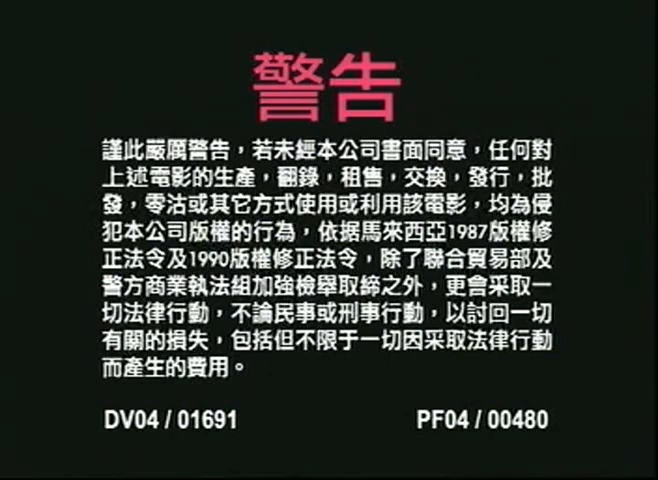 警告
謹此嚴厲警告，若未經本公司書面同意，任何對
上述電影的生產，翻錄，租售，交換，發行，批
發，零沽或其它方式使用或利用該電影，均為侵
犯本公司版權的行為，依据馬來西亞1987版權修
正法令及1990版權修正法令，除了聯合貿易部及
警方商業執法組加強檢舉取締之外，更會采取一
切法律行動，不論民事或刑事行動，以討回一切
有關的損失，包括但不限于一切因采取法律行動
而產生的費用。
DV04 / 01691 PF04 / 00480